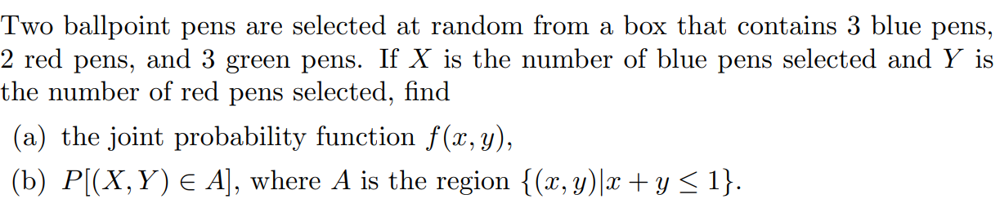 Two ballpoint pens are selected at random from a box that contains 3 blue pens,
2 red pens, and 3 green pens. If X is the number of blue pens selected and Y is
the number of red pens selected, find
(a) the joint probability function f(x, y),
(b) P[(X, Y) ∈ A], where A is the region {(x, y)|x + y ≤ 1}.